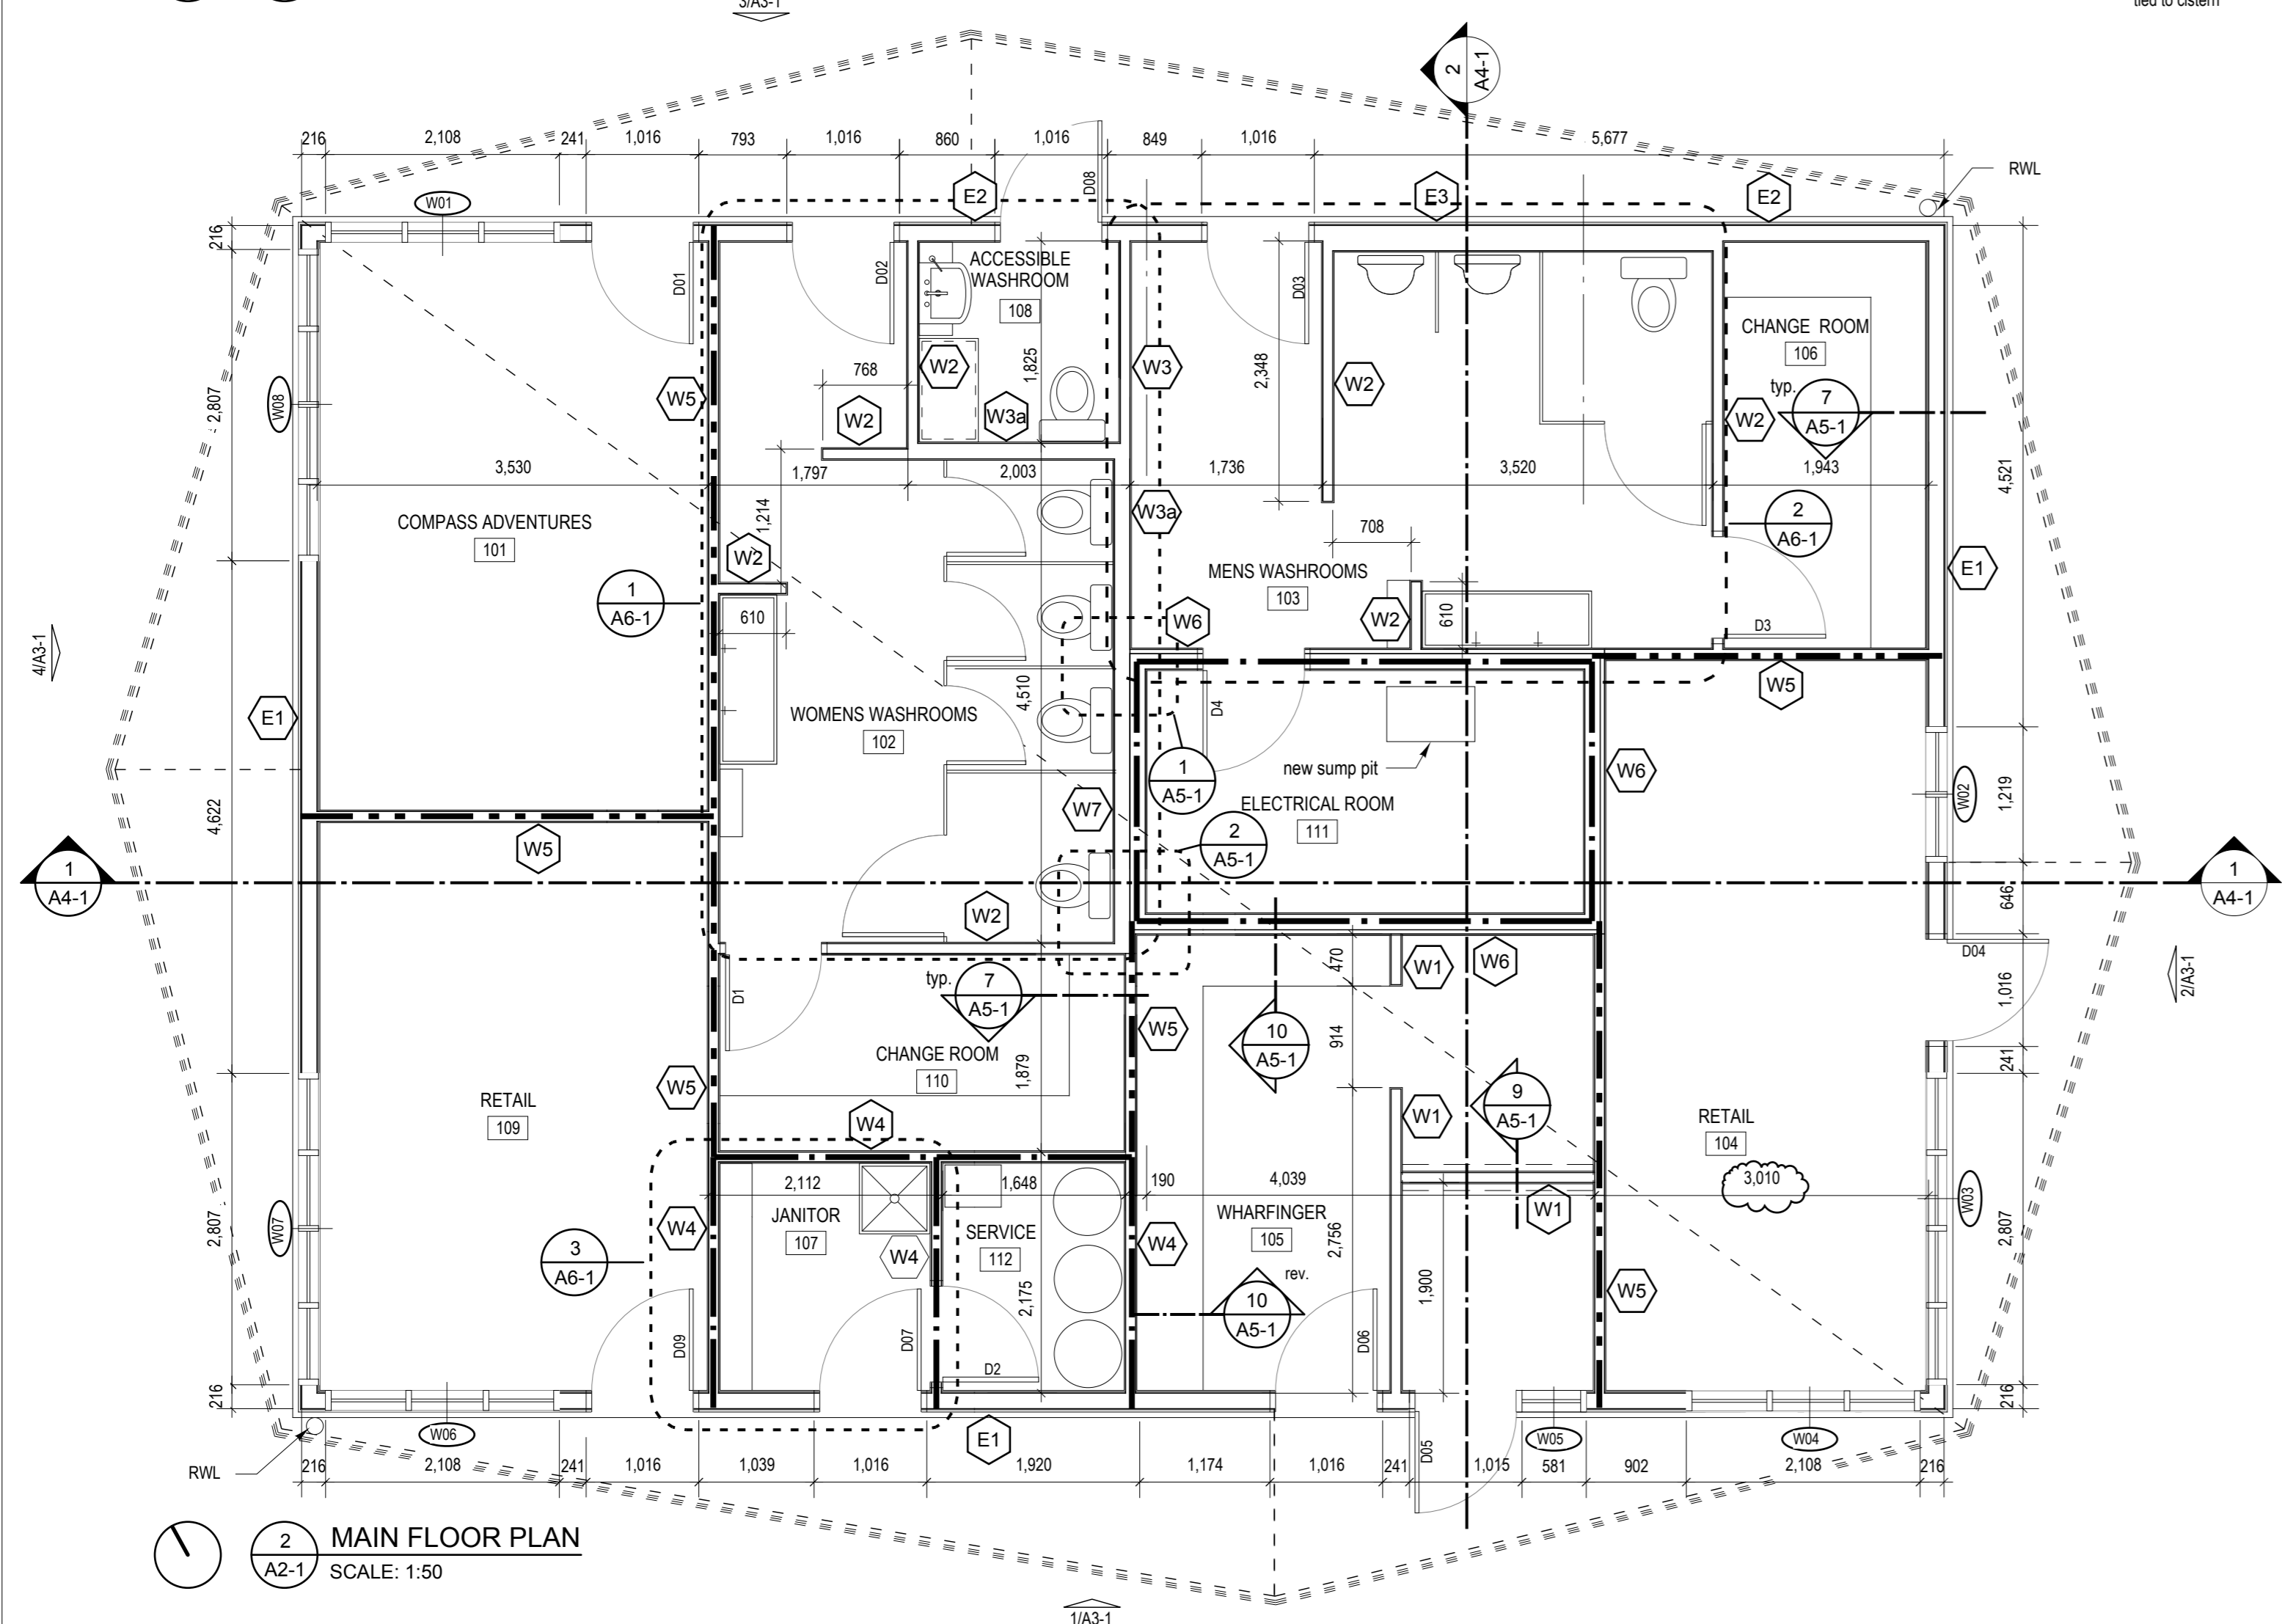 3/A3-1
tied to cistern
2
A4-1
216
2,108
241
1,016
793
1,016
860
1,016
849
1,016
5,677
RWL
W01
E2
D08
E3
E2
216
D01
D02
ACCESSIBLE
WASHROOM
108
D03
CHANGE ROOM
106
W08
2,807
W5
768
W2
W2
1,825
W3a
W3
2,348
W2
typ.
7
A5-1
W2
3,530
1,797
2,003
1,736
3,520
1,943
4,521
COMPASS ADVENTURES
101
1,214
W2
W3a
708
2
A6-1
1
A6-1
610
MENS WASHROOMS
103
W6
W2
610
D3
E1
4/A3-1
E1
W5
WOMENS WASHROOMS
102
4,510
D4
new sump pit
W6
1
A5-1
ELECTRICAL ROOM
111
W02
1,219
4,622
W7
2
A5-1
W5
1
A4-1
1
A4-1
646
W2
D04
typ.
7
A5-1
D1
470
W1
W6
2/A3-1
1,016
W5
10
A5-1
914
CHANGE ROOM
110
1,879
241
W5
9
A5-1
RETAIL
109
W4
W1
RETAIL
104
2,112
1,648
190
4,039
3,010
W07
2,807
W4
JANITOR
107
W4
SERVICE
112
W4
WHARFINGER
105
2,756
W1
W03
2,807
3
A6-1
rev.
10
A5-1
1,900
W5
2,175
D09
D07
D2
D06
216
216
W06
E1
D05
W05
W04
RWL
216
2,108
241
1,016
1,039
1,016
1,920
1,174
1,016
241
1,015
581
902
2,108
216
2
A2-1
MAIN FLOOR PLAN
SCALE: 1:50
1/A3-1